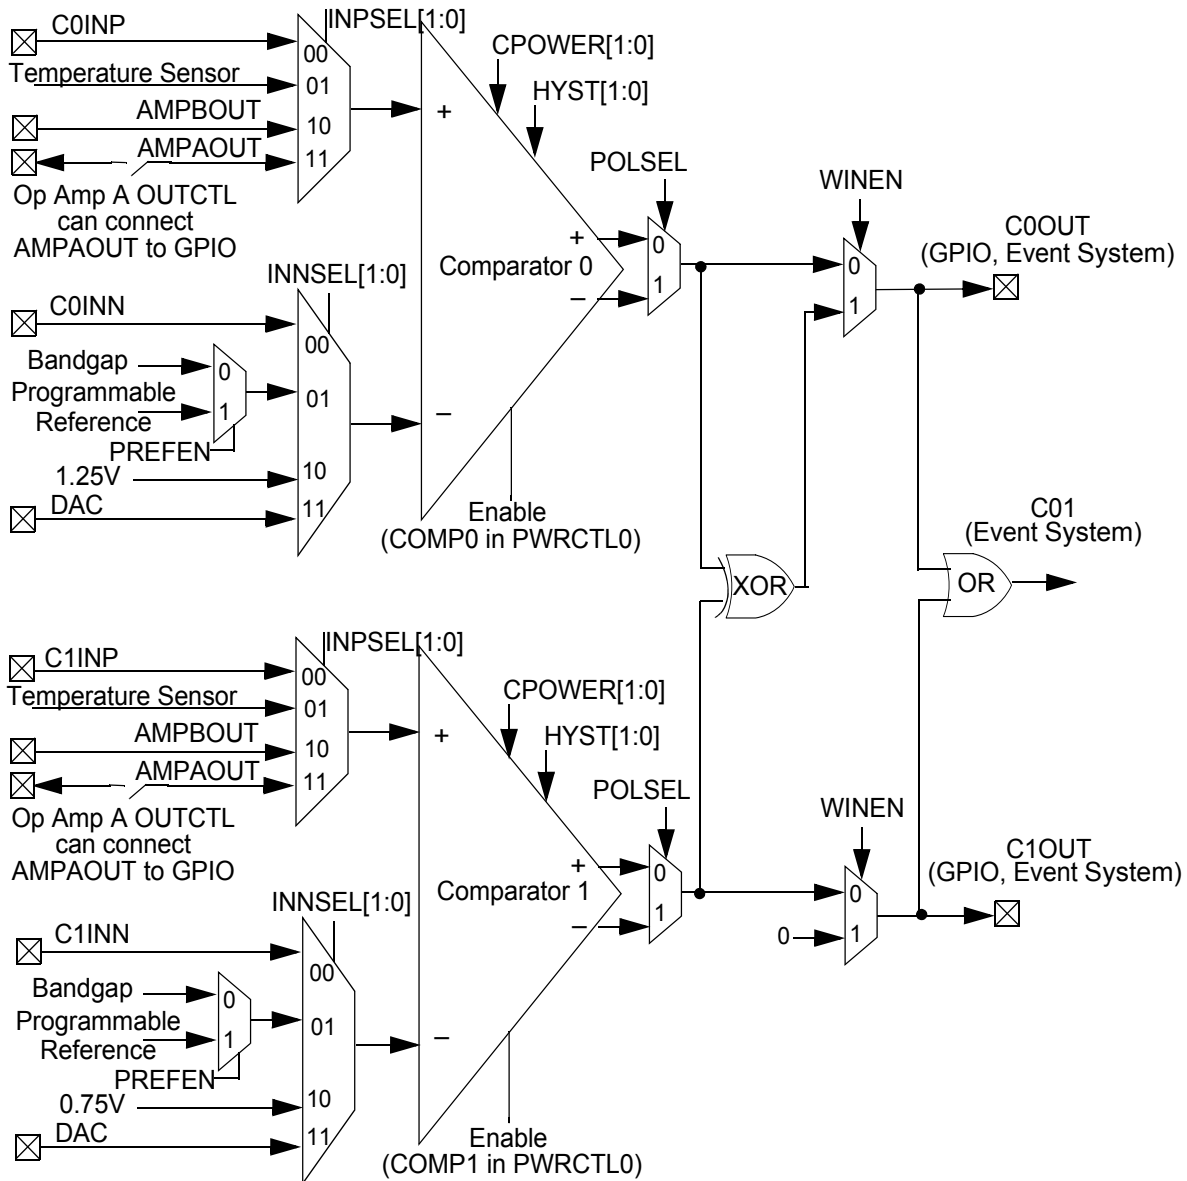 C0INP
INPSEL[1:0]
00
Temperature Sensor
01
AMPBOUT
10
AMPAOUT
11
Op Amp A OUTCTL
can connect
AMPAOUT to GPIO
CPOWER[1:0]
HYST[1:0]
+
POLSEL
WINEN
C0OUT
(GPIO, Event System)
+
0
Comparator 0
0
−
1
1
INNSEL[1:0]
C0INN
00
Bandgap
0
Programmable
Reference
1
01
PREFEN
−
1.25V
10
DAC
11
Enable
(COMP0 in PWRCTL0)
XOR
C01
(Event System)
OR
C1INP
INPSEL[1:0]
00
Temperature Sensor
01
AMPBOUT
10
AMPAOUT
11
Op Amp A OUTCTL
can connect
AMPAOUT to GPIO
CPOWER[1:0]
HYST[1:0]
+
POLSEL
WINEN
C1OUT
(GPIO, Event System)
+
0
Comparator 1
0
−
1
0
1
INNSEL[1:0]
C1INN
00
Bandgap
0
Programmable
Reference
1
01
PREFEN
−
0.75V
10
DAC
11
Enable
(COMP1 in PWRCTL0)